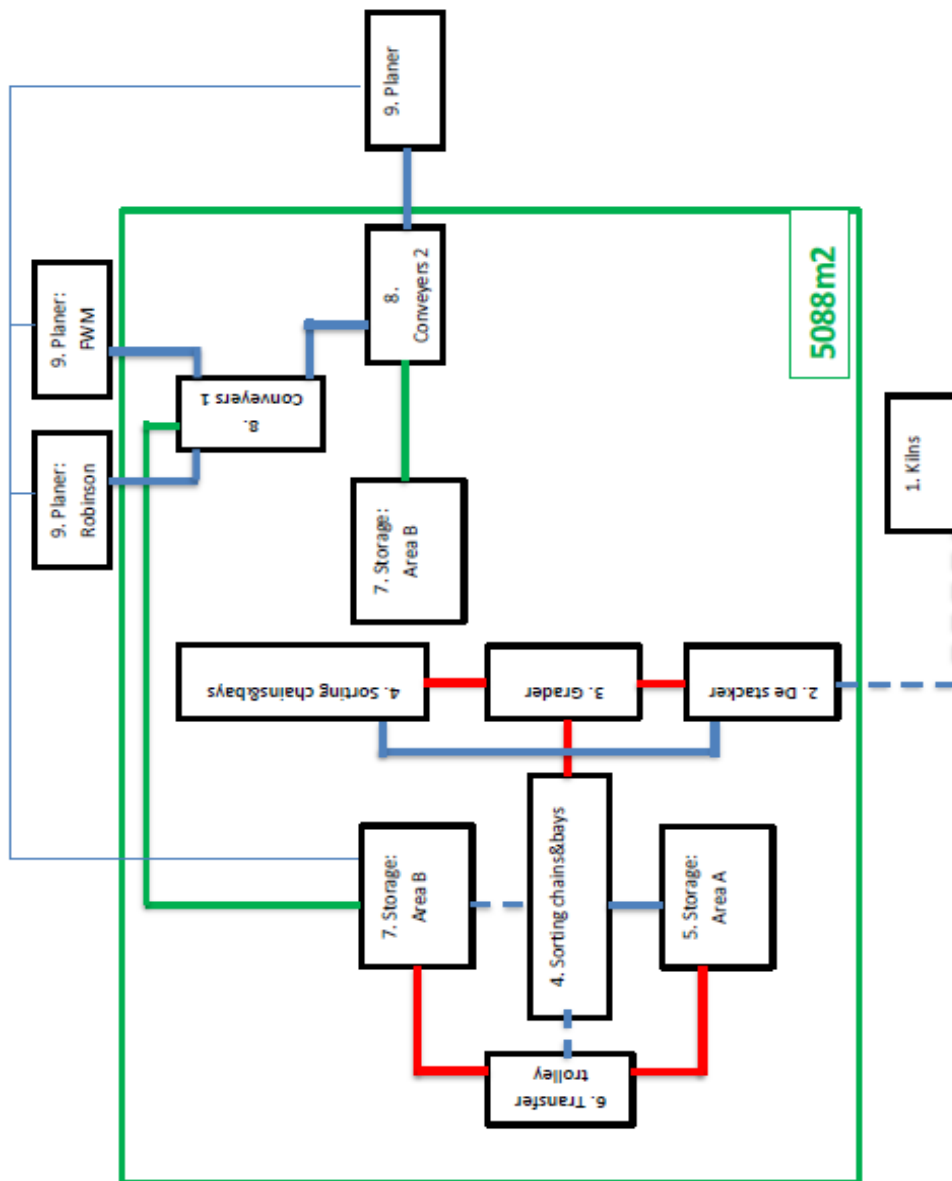 9. Planer
9. Planer:
FWM
9. Planer:
Robinson
8.
Conveyers 2
8.
Conveyers 1
5088m2
1. Kilns
7. Storage:
Area B
4. Sorting chains&bays
3. Grader
2. De stacker
7. Storage:
Area B
4. Sorting chains&bays
5. Storage:
Area A
6. Transfer
trolley